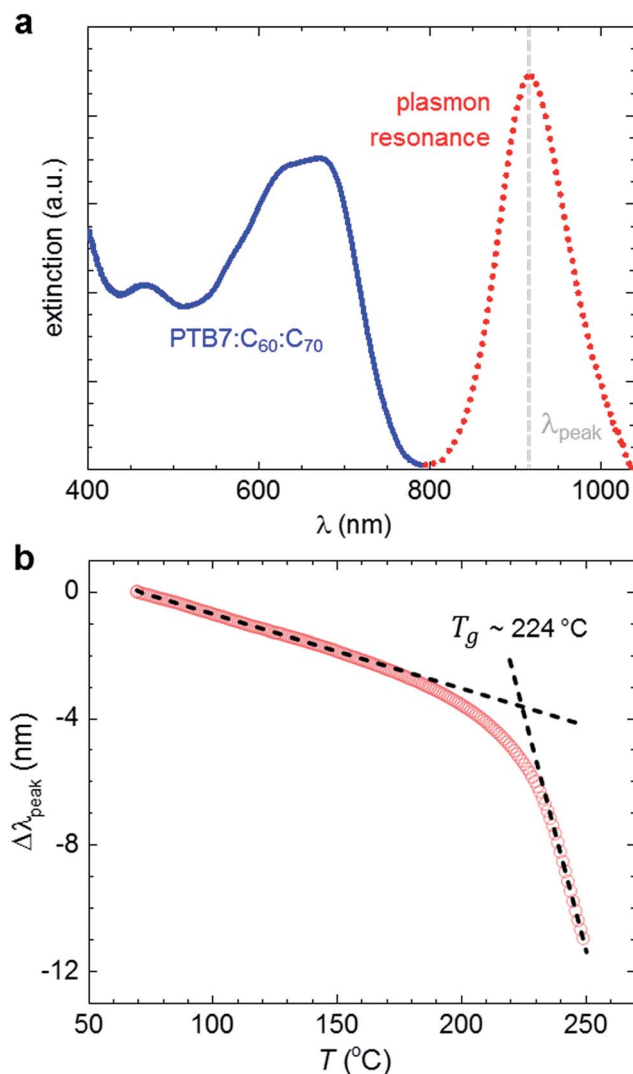 a
extinction (a.u.)
plasmon
resonance
PTB7:C₆₀:C₇₀
λpeak
400
600
800
1000
λ (nm)
b
0
-4
-8
-12
Δλpeak (nm)
Tg ~ 224 °C
50
100
150
200
250
T (°C)